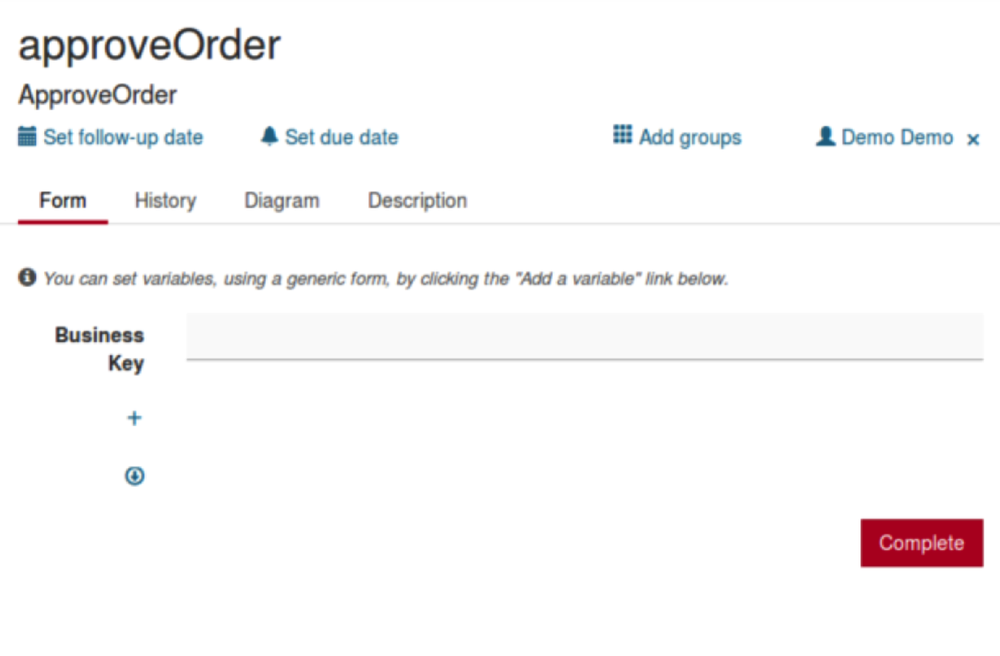 approveOrder
ApproveOrder
Set follow-up date Set due date Add groups Demo Demo ×
Form History Diagram Description
You can set variables, using a generic form, by clicking the "Add a variable" link below.
Business
Key
+
Complete